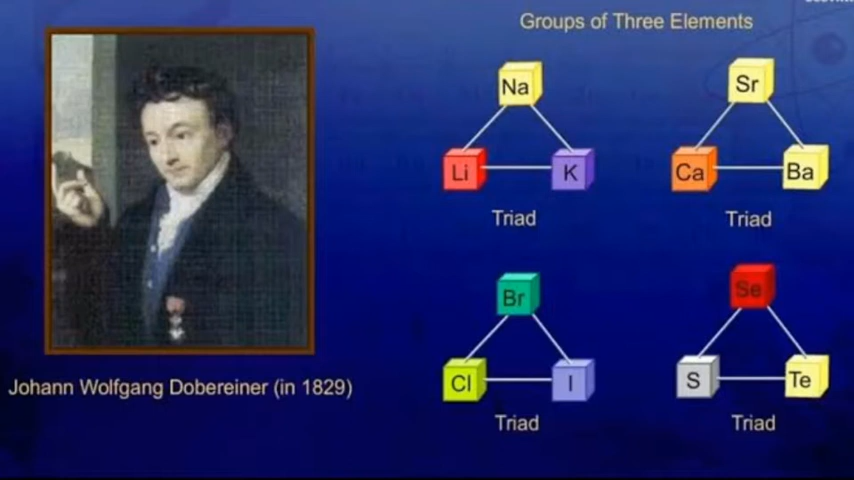 Groups of Three Elements
Na
Li
K
Triad
Sr
Ca
Ba
Triad
Br
Cl
I
Triad
Se
S
Te
Triad
Johann Wolfgang Dobereiner (in 1829)